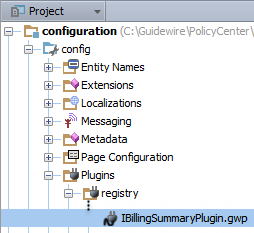 Project
configuration (C:\Guidewire\PolicyCenter\
config
Entity Names
Extensions
Localizations
Messaging
Metadata
Page Configuration
Plugins
registry
IBillingSummaryPlugin.gwp